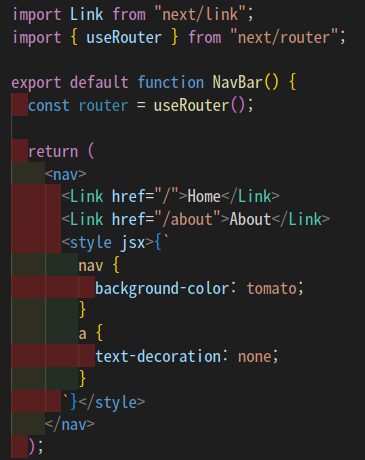 import Link from "next/link";
import { useRouter } from "next/router";

export default function NavBar() {
  const router = useRouter();

  return (
    <nav>
      <Link href="/">Home</Link>
      <Link href="/about">About</Link>
      <style jsx>{`
        nav {
          background-color: tomato;
        }
        a {
          text-decoration: none;
        }
      `}</style>
    </nav>
  );